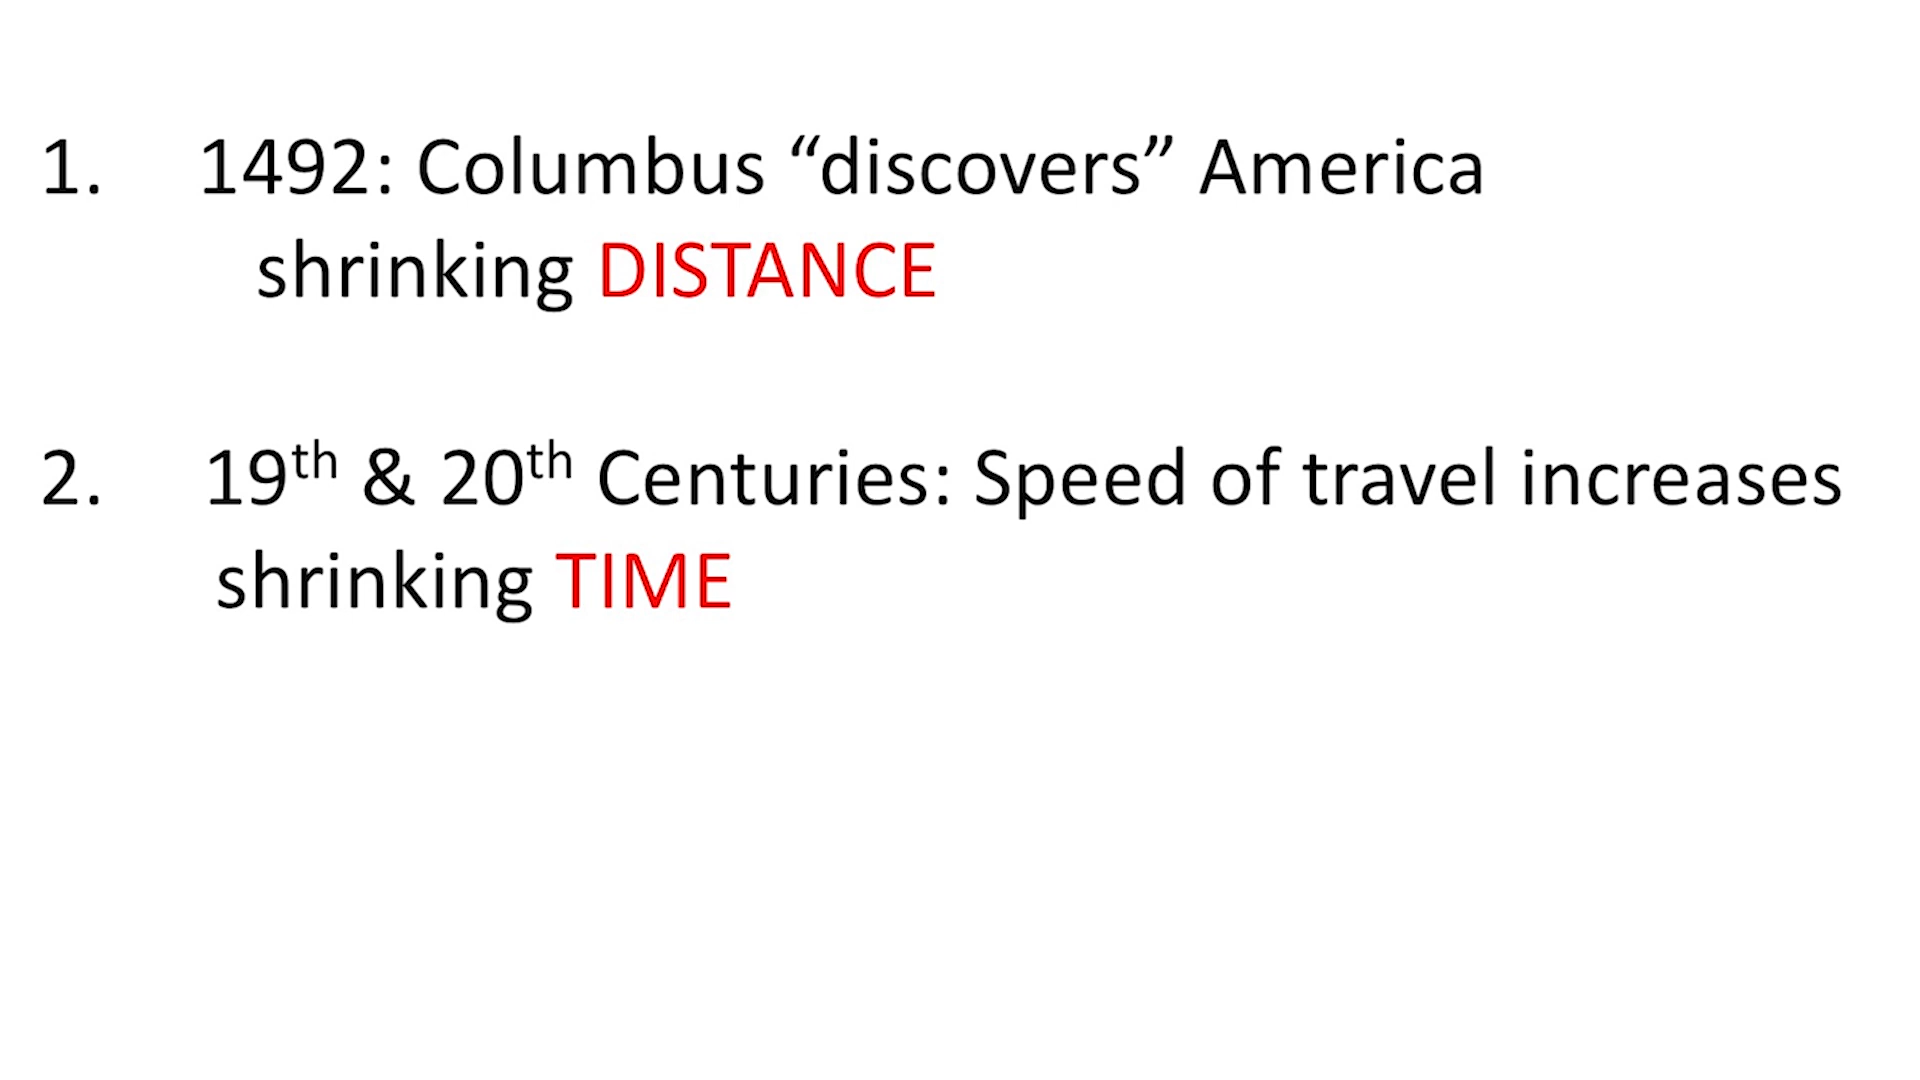 1. 1492: Columbus “discovers” America
shrinking DISTANCE
2. 19th & 20th Centuries: Speed of travel increases
shrinking TIME